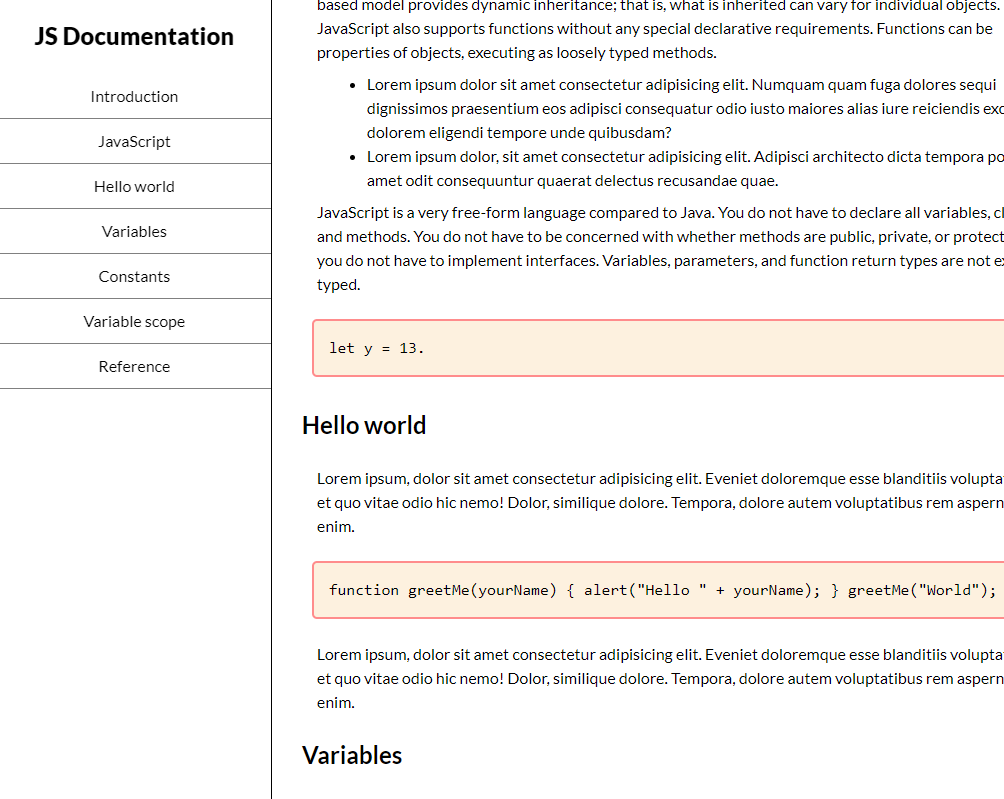 JS Documentation
Introduction
JavaScript
Hello world
Variables
Constants
Variable scope
Reference
based model provides dynamic inheritance; that is, what is inherited can vary for individual objects.
JavaScript also supports functions without any special declarative requirements. Functions can be
properties of objects, executing as loosely typed methods.
• Lorem ipsum dolor sit amet consectetur adipisicing elit. Numquam quam fuga dolores sequi
dignissimos praesentium eos adipisci consequatur odio iusto maiores alias iure reiciendis exc
dolorem eligendi tempore unde quibusdam?
• Lorem ipsum dolor, sit amet consectetur adipisicing elit. Adipisci architecto dicta tempora po
amet odit consequuntur quaerat delectus recusandae quae.
JavaScript is a very free-form language compared to Java. You do not have to declare all variables, cl
and methods. You do not have to be concerned with whether methods are public, private, or protect
you do not have to implement interfaces. Variables, parameters, and function return types are not ex
typed.
let y = 13.
Hello world
Lorem ipsum, dolor sit amet consectetur adipisicing elit. Eveniet doloremque esse blanditiis volupta
et quo vitae odio hic nemo! Dolor, similique dolore. Tempora, dolore autem voluptatibus rem aspern
enim.
function greetMe(yourName) { alert("Hello " + yourName); } greetMe("World");
Lorem ipsum, dolor sit amet consectetur adipisicing elit. Eveniet doloremque esse blanditiis volupta
et quo vitae odio hic nemo! Dolor, similique dolore. Tempora, dolore autem voluptatibus rem aspern
enim.
Variables